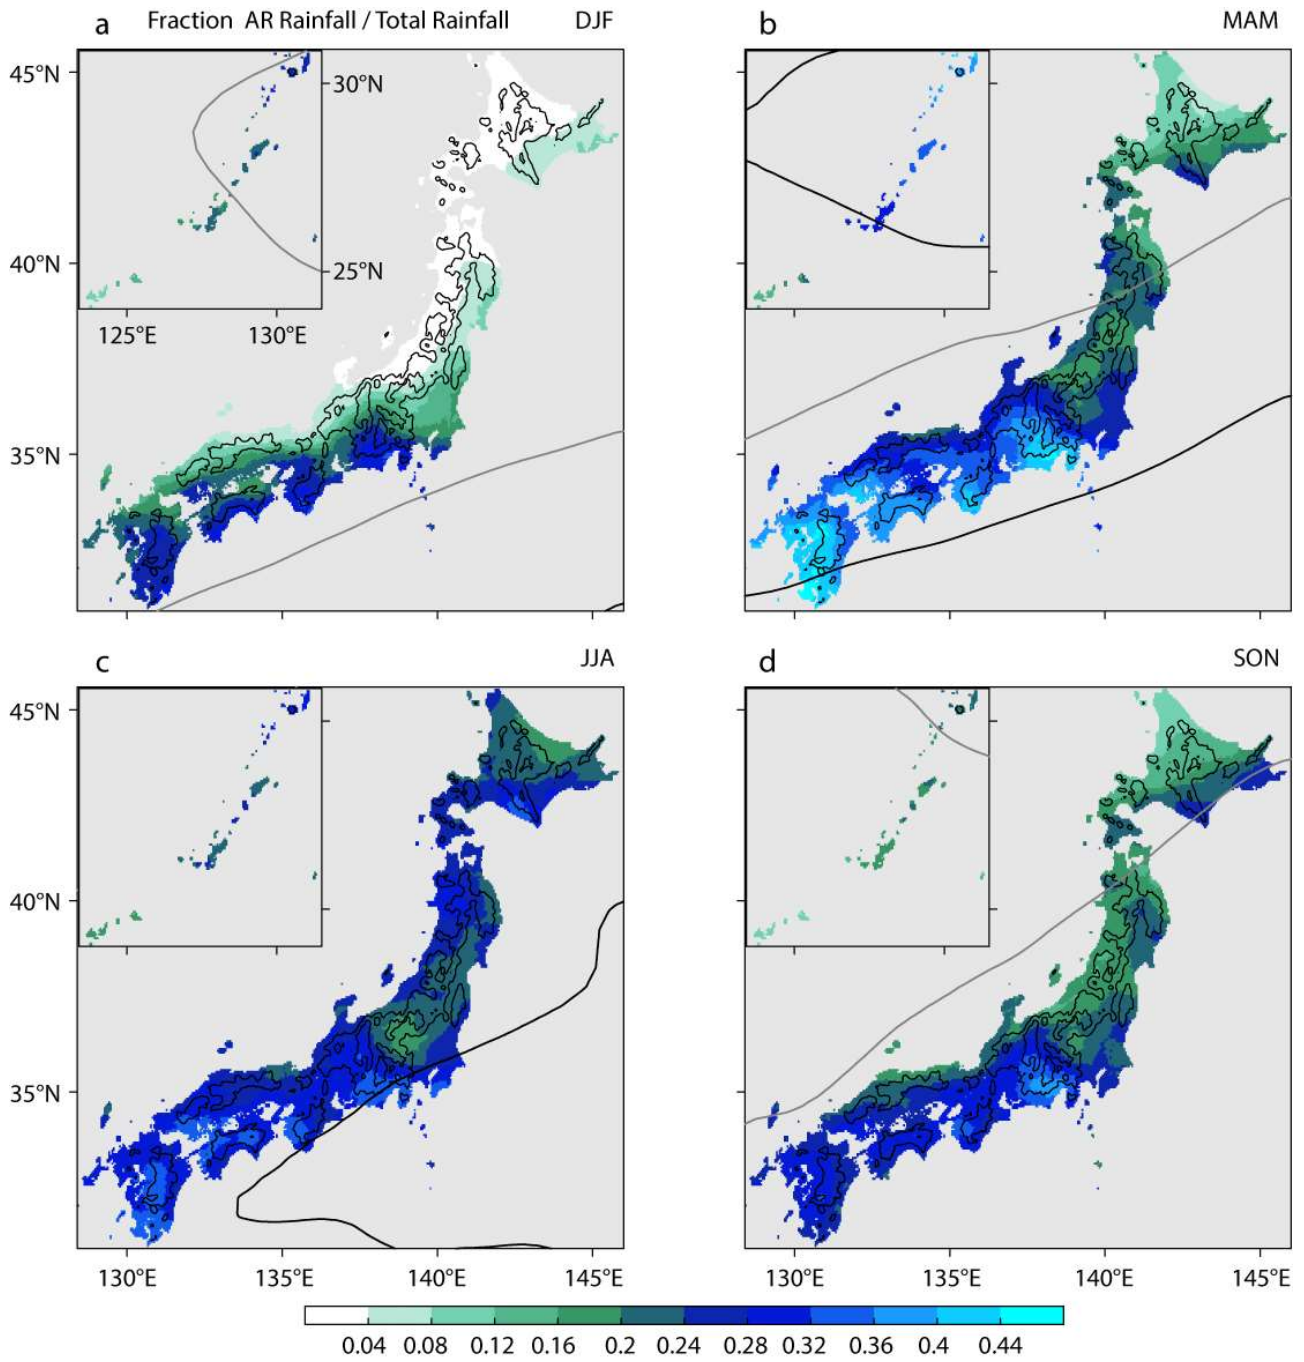 a Fraction AR Rainfall / Total Rainfall DJF
b MAM
45°N
30°N
40°N
25°N
125°E 130°E
35°N
c JJA
d SON
45°N
40°N
35°N
130°E 135°E 140°E 145°E
130°E 135°E 140°E 145°E
0.04 0.08 0.12 0.16 0.2 0.24 0.28 0.32 0.36 0.4 0.44